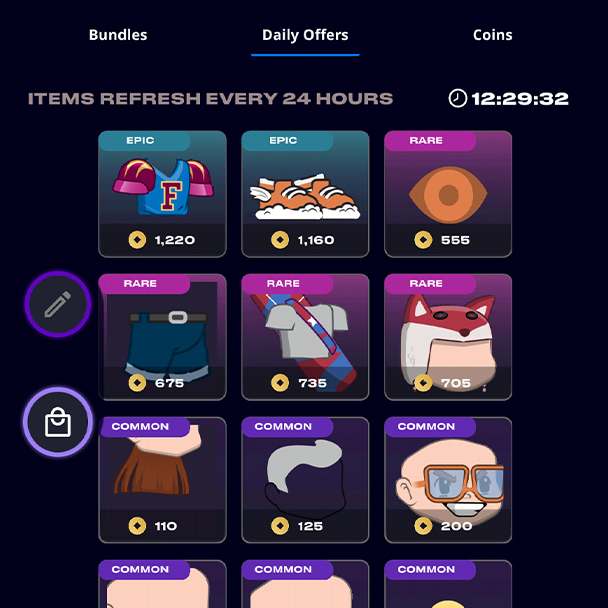 Bundles Daily Offers Coins
ITEMS REFRESH EVERY 24 HOURS 12:29:32
EPIC EPIC RARE
F
1,220 1,160 555
RARE RARE RARE
675 735 705
COMMON COMMON COMMON
110 125 200
COMMON COMMON COMMON